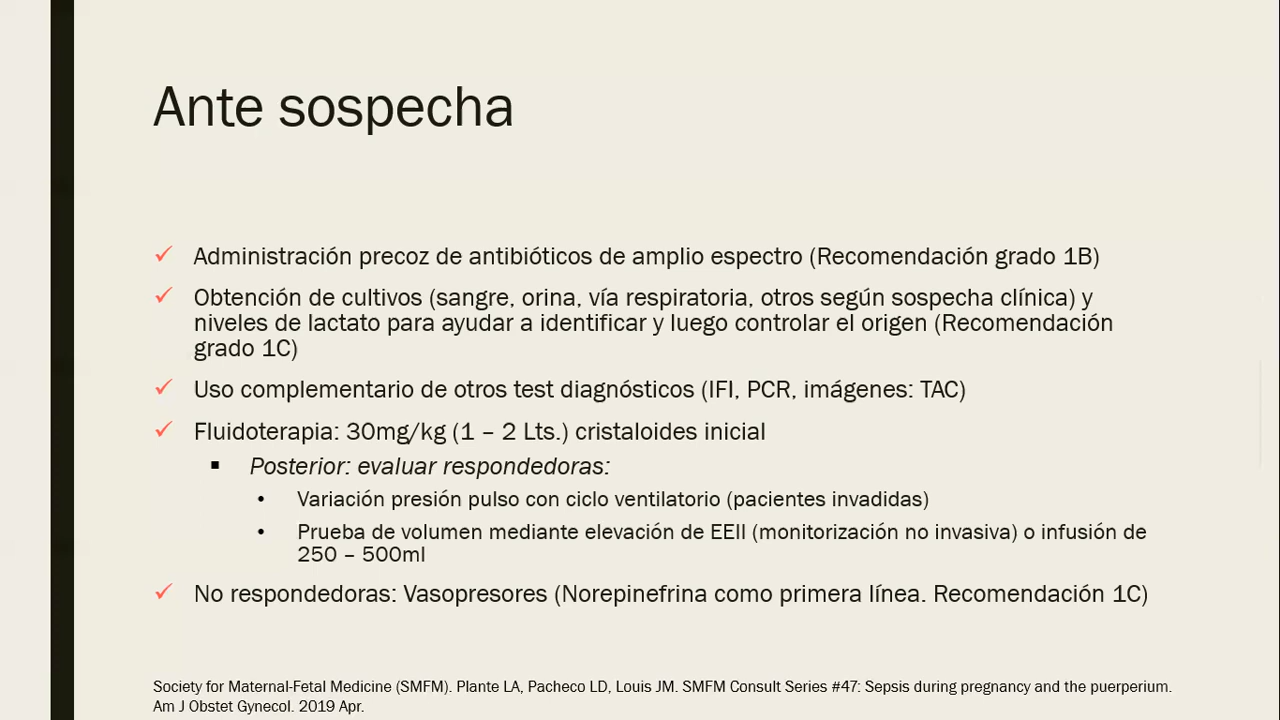 Ante sospecha
Administración precoz de antibióticos de amplio espectro (Recomendación grado 1B)
Obtención de cultivos (sangre, orina, vía respiratoria, otros según sospecha clínica) y
niveles de lactato para ayudar a identificar y luego controlar el origen (Recomendación
grado 1C)
Uso complementario de otros test diagnósticos (IFI, PCR, imágenes: TAC)
Fluidoterapia: 30mg/kg (1 – 2 Lts.) cristaloides inicial
Posterior: evaluar respondedoras:
Variación presión pulso con ciclo ventilatorio (pacientes invadidas)
Prueba de volumen mediante elevación de EEII (monitorización no invasiva) o infusión de
250 – 500ml
No respondedoras: Vasopresores (Norepinefrina como primera línea. Recomendación 1C)
Society for Maternal-Fetal Medicine (SMFM). Plante LA, Pacheco LD, Louis JM. SMFM Consult Series #47: Sepsis during pregnancy and the puerperium.
Am J Obstet Gynecol. 2019 Apr.